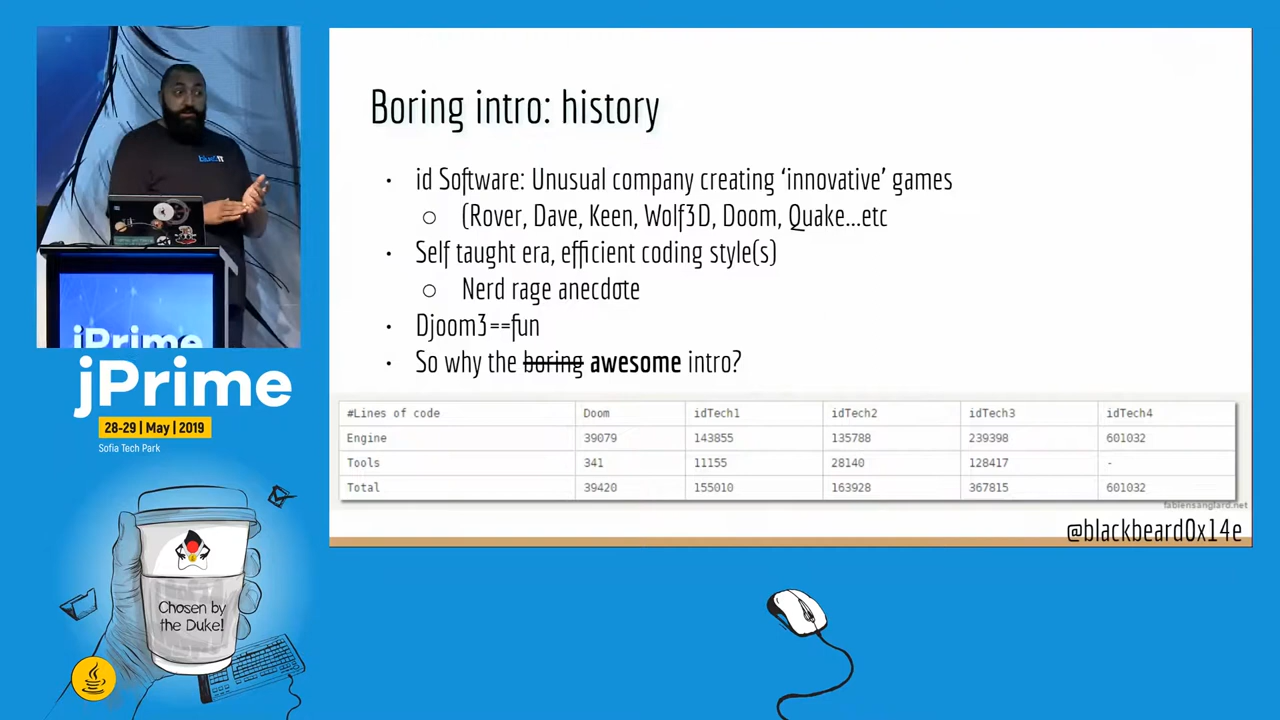 Boring intro: history
· id Software: Unusual company creating ‘innovative’ games
○ (Rover, Dave, Keen, Wolf3D, Doom, Quake...etc
· Self taught era, efficient coding style(s)
○ Nerd rage anecdote
· Djoom3==fun
· So why the boring awesome intro?
#Lines of code Doom idTech1 idTech2 idTech3 idTech4
Engine 39079 143855 135788 239398 601032
Tools 341 11155 28140 128417 -
Total 39420 155010 163928 367815 601032
fabiensanglard.net
@blackbeard0x14e
jPrime
jPrime
28-29 | May | 2019
Sofia Tech Park
Chosen by
the Duke!